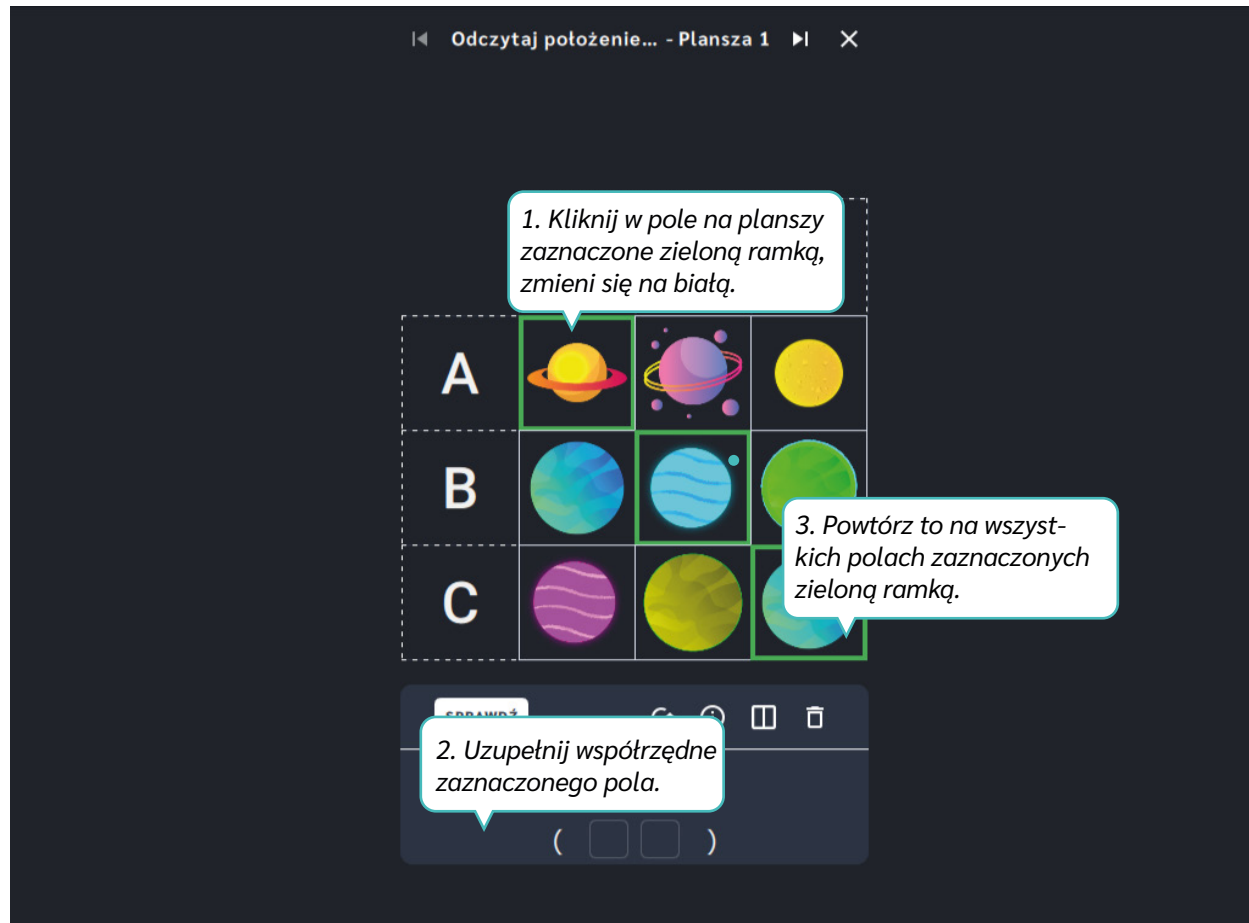 Odczytaj położenie... - Plansza 1
1. Kliknij w pole na planszy
zaznaczone zieloną ramką,
zmieni się na białą.
A
B
3. Powtórz to na wszyst-
kich polach zaznaczonych
zieloną ramką.
C
SPRAWDŹ
2. Uzupełnij współrzędne
zaznaczonego pola.
( )